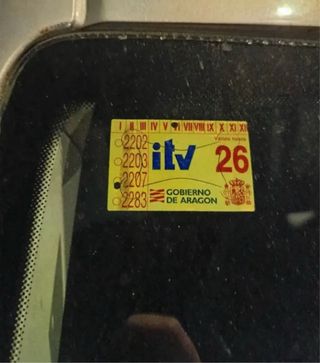 I II III IV V VI VII VIII IX X XI XII
2202
2203
2207
2283
itv
26
GOBIERNO
DE ARAGON